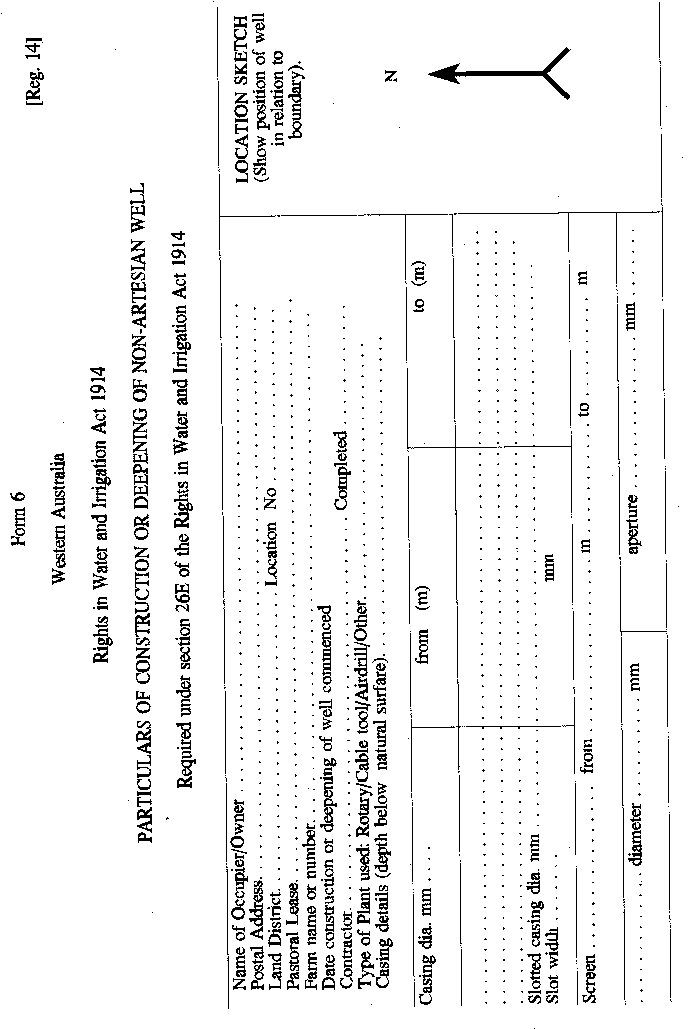 Form 6
[Reg. 14]
Western Australia
Rights in Water and Irrigation Act 1914
PARTICULARS OF CONSTRUCTION OR DEEPENING OF NON-ARTESIAN WELL
Required under section 26E of the Rights in Water and Irrigation Act 1914
Name of Occupier/Owner
Postal Address
Land District Location No
Pastoral Lease
Farm name or number
Date construction or deepening of well commenced
Contractor Completed
Type of Plant used: Rotary/Cable tool/Airdrill/Other
Casing details (depth below natural surfare)
LOCATION SKETCH
(Show position of well
in relation to
boundary).
N
Casing dia. mm from (m) to (m)
Slotted casing dia. mm
Slot width mm
Screen from m to m
diameter mm aperture mm